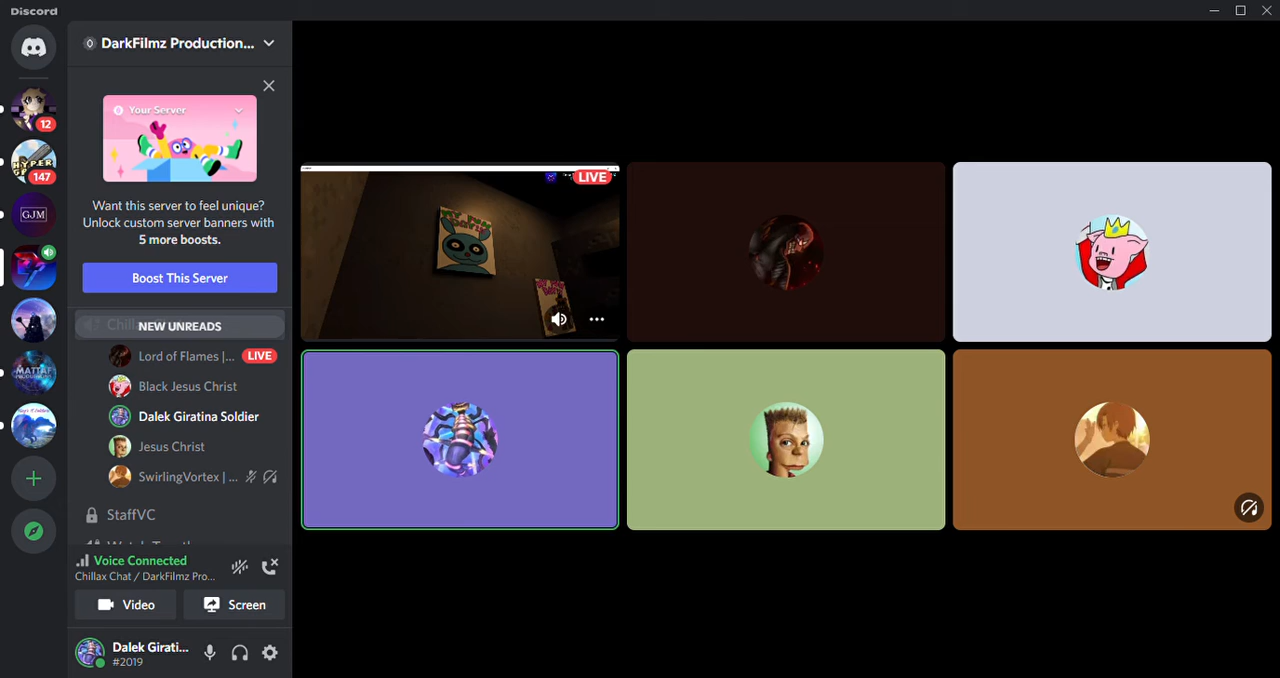 Discord
DarkFilmz Production...
12
HYPER
147
GJM
MATTAF
Your Server
Want this server to feel unique?
Unlock custom server banners with
5 more boosts.
Boost This Server
NEW UNREADS
Lord of Flames |...
LIVE
Black Jesus Christ
Dalek Giratina Soldier
Jesus Christ
SwirlingVortex | ...
StaffVC
Voice Connected
Chillax Chat / DarkFilmz Pro...
Video
Screen
Dalek Girati...
#2019
LIVE